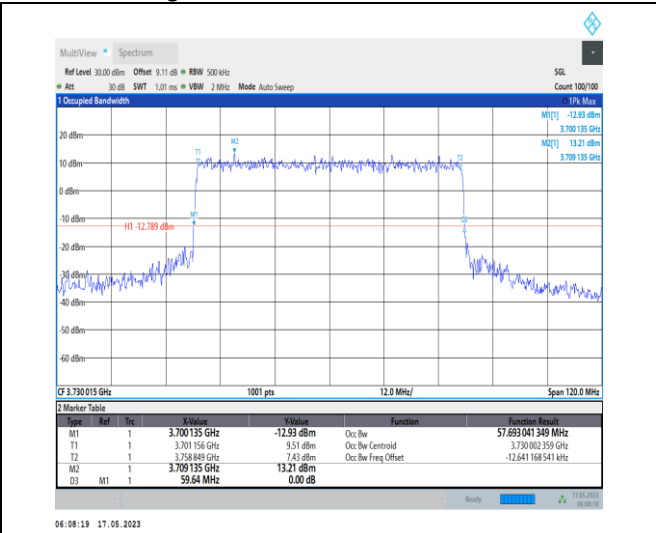 MultiView Spectrum
Ref Level 30.00 dBm Offset 9.11 dB RBW 500 kHz SGL
Att 30 dB SWT 1.01 ms VBW 2 MHz Mode Auto Sweep Count 100/100
1 Occupied Bandwidth 1Pk Max
M1[1] -12.93 dBm
3.700 135 GHz
M2[1] 13.21 dBm
3.709 135 GHz
20 dBm
10 dBm
0 dBm
-10 dBm
-20 dBm
-30 dBm
-40 dBm
-50 dBm
-60 dBm
T1
M2
T2
M1
D3
H1 -12.789 dBm
CF 3.730 015 GHz 1001 pts 12.0 MHz/ Span 120.0 MHz
2 Marker Table
Type Ref Trc X-Value Y-Value Function Function Result
M1 1 3.700 135 GHz -12.93 dBm Occ Bw 57.693 041 349 MHz
T1 1 3.701 156 GHz 9.51 dBm Occ Bw Centroid 3.730 002 359 GHz
T2 1 3.758 849 GHz 7.43 dBm Occ Bw Freq Offset -12.641 168 541 kHz
M2 1 3.709 135 GHz 13.21 dBm
D3 M1 1 59.64 MHz 0.00 dB
Ready 17.05.2023
06:08:18
06:08:19 17.05.2023